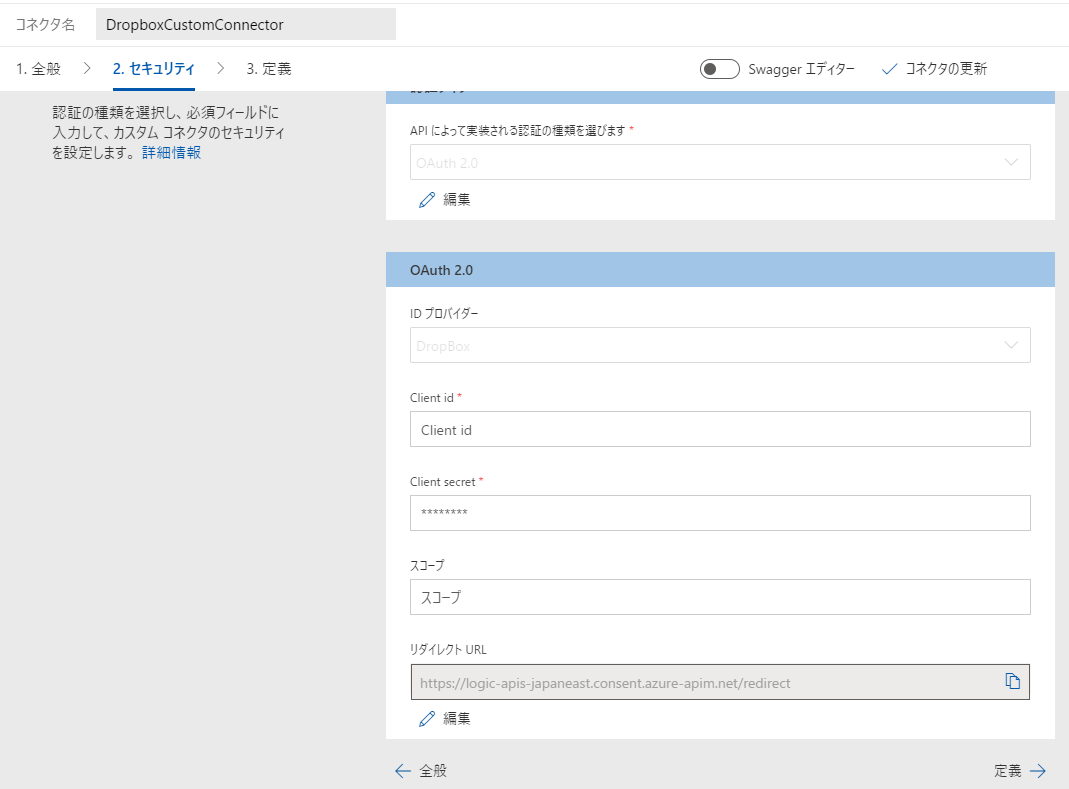 コネクタ名
DropboxCustomConnector
1. 全般
2. セキュリティ
3. 定義
Swagger エディター
コネクタの更新
認証の種類を選択し、必須フィールドに
入力して、カスタム コネクタのセキュリティ
を設定します。詳細情報
API によって実装される認証の種類を選びます *
OAuth 2.0
編集
OAuth 2.0
ID プロバイダー
DropBox
Client id *
Client id
Client secret *
********
スコープ
スコープ
リダイレクト URL
https://logic-apis-japaneast.consent.azure-apim.net/redirect
編集
全般
定義